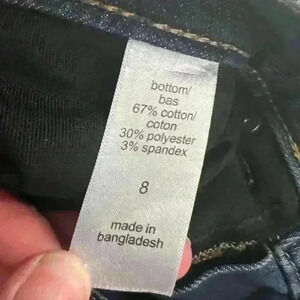 bottom/
bas
67% cotton/
coton
30% polyester
3% spandex
8
made in
bangladesh